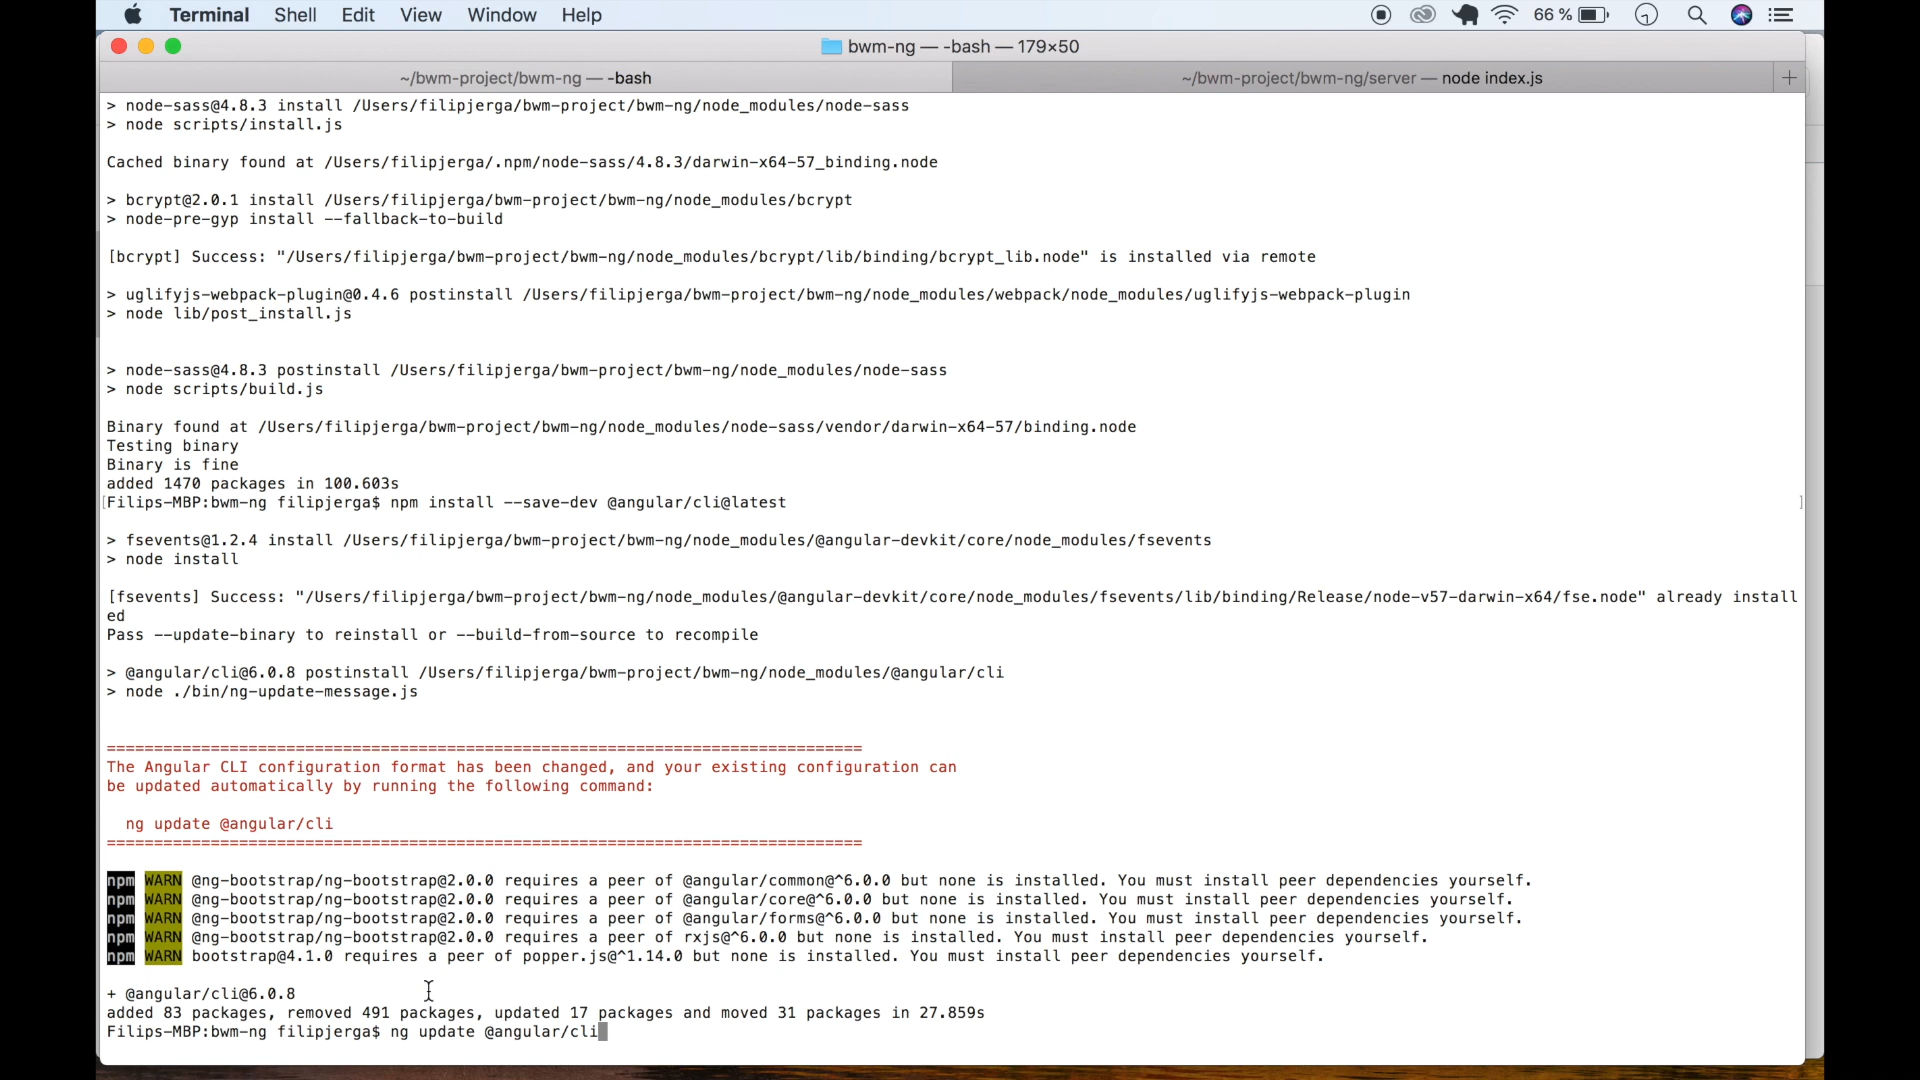 Terminal Shell Edit View Window Help 66 %
bwm-ng — -bash — 179×50
~/bwm-project/bwm-ng — -bash ~/bwm-project/bwm-ng/server — node index.js
> node-sass@4.8.3 install /Users/filipjerga/bwm-project/bwm-ng/node_modules/node-sass
> node scripts/install.js
Cached binary found at /Users/filipjerga/.npm/node-sass/4.8.3/darwin-x64-57_binding.node
> bcrypt@2.0.1 install /Users/filipjerga/bwm-project/bwm-ng/node_modules/bcrypt
> node-pre-gyp install --fallback-to-build
[bcrypt] Success: "/Users/filipjerga/bwm-project/bwm-ng/node_modules/bcrypt/lib/binding/bcrypt_lib.node" is installed via remote
> uglifyjs-webpack-plugin@0.4.6 postinstall /Users/filipjerga/bwm-project/bwm-ng/node_modules/webpack/node_modules/uglifyjs-webpack-plugin
> node lib/post_install.js
> node-sass@4.8.3 postinstall /Users/filipjerga/bwm-project/bwm-ng/node_modules/node-sass
> node scripts/build.js
Binary found at /Users/filipjerga/bwm-project/bwm-ng/node_modules/node-sass/vendor/darwin-x64-57/binding.node
Testing binary
Binary is fine
added 1470 packages in 100.603s
[Filips-MBP:bwm-ng filipjerga$ npm install --save-dev @angular/cli@latest ]
> fsevents@1.2.4 install /Users/filipjerga/bwm-project/bwm-ng/node_modules/@angular-devkit/core/node_modules/fsevents
> node install
[fsevents] Success: "/Users/filipjerga/bwm-project/bwm-ng/node_modules/@angular-devkit/core/node_modules/fsevents/lib/binding/Release/node-v57-darwin-x64/fse.node" already install
ed
Pass --update-binary to reinstall or --build-from-source to recompile
> @angular/cli@6.0.8 postinstall /Users/filipjerga/bwm-project/bwm-ng/node_modules/@angular/cli
> node ./bin/ng-update-message.js
================================================================================
The Angular CLI configuration format has been changed, and your existing configuration can
be updated automatically by running the following command:
ng update @angular/cli
================================================================================
npm WARN @ng-bootstrap/ng-bootstrap@2.0.0 requires a peer of @angular/common@^6.0.0 but none is installed. You must install peer dependencies yourself.
npm WARN @ng-bootstrap/ng-bootstrap@2.0.0 requires a peer of @angular/core@^6.0.0 but none is installed. You must install peer dependencies yourself.
npm WARN @ng-bootstrap/ng-bootstrap@2.0.0 requires a peer of @angular/forms@^6.0.0 but none is installed. You must install peer dependencies yourself.
npm WARN @ng-bootstrap/ng-bootstrap@2.0.0 requires a peer of rxjs@^6.0.0 but none is installed. You must install peer dependencies yourself.
npm WARN bootstrap@4.1.0 requires a peer of popper.js@^1.14.0 but none is installed. You must install peer dependencies yourself.
+ @angular/cli@6.0.8
added 83 packages, removed 491 packages, updated 17 packages and moved 31 packages in 27.859s
Filips-MBP:bwm-ng filipjerga$ ng update @angular/cli